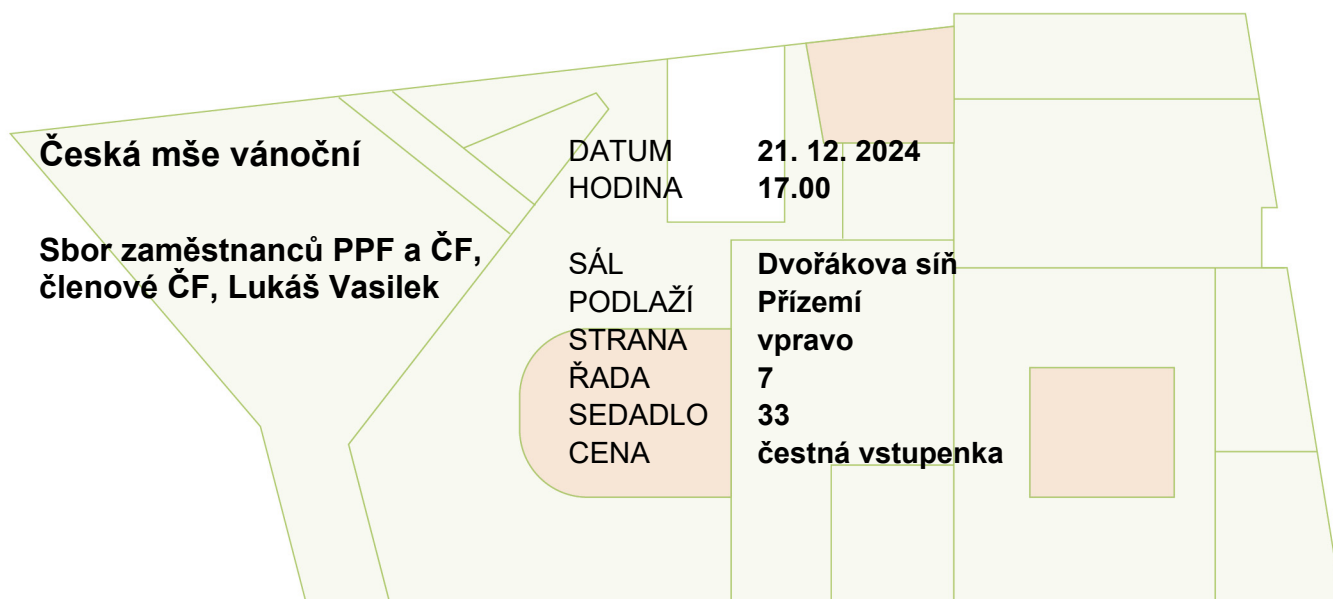 Česká mše vánoční
Sbor zaměstnanců PPF a ČF,
členové ČF, Lukáš Vasilek
DATUM 21. 12. 2024
HODINA 17.00
SÁL Dvořákova síň
PODLAŽÍ Přízemí
STRANA vpravo
ŘADA 7
SEDADLO 33
CENA čestná vstupenka